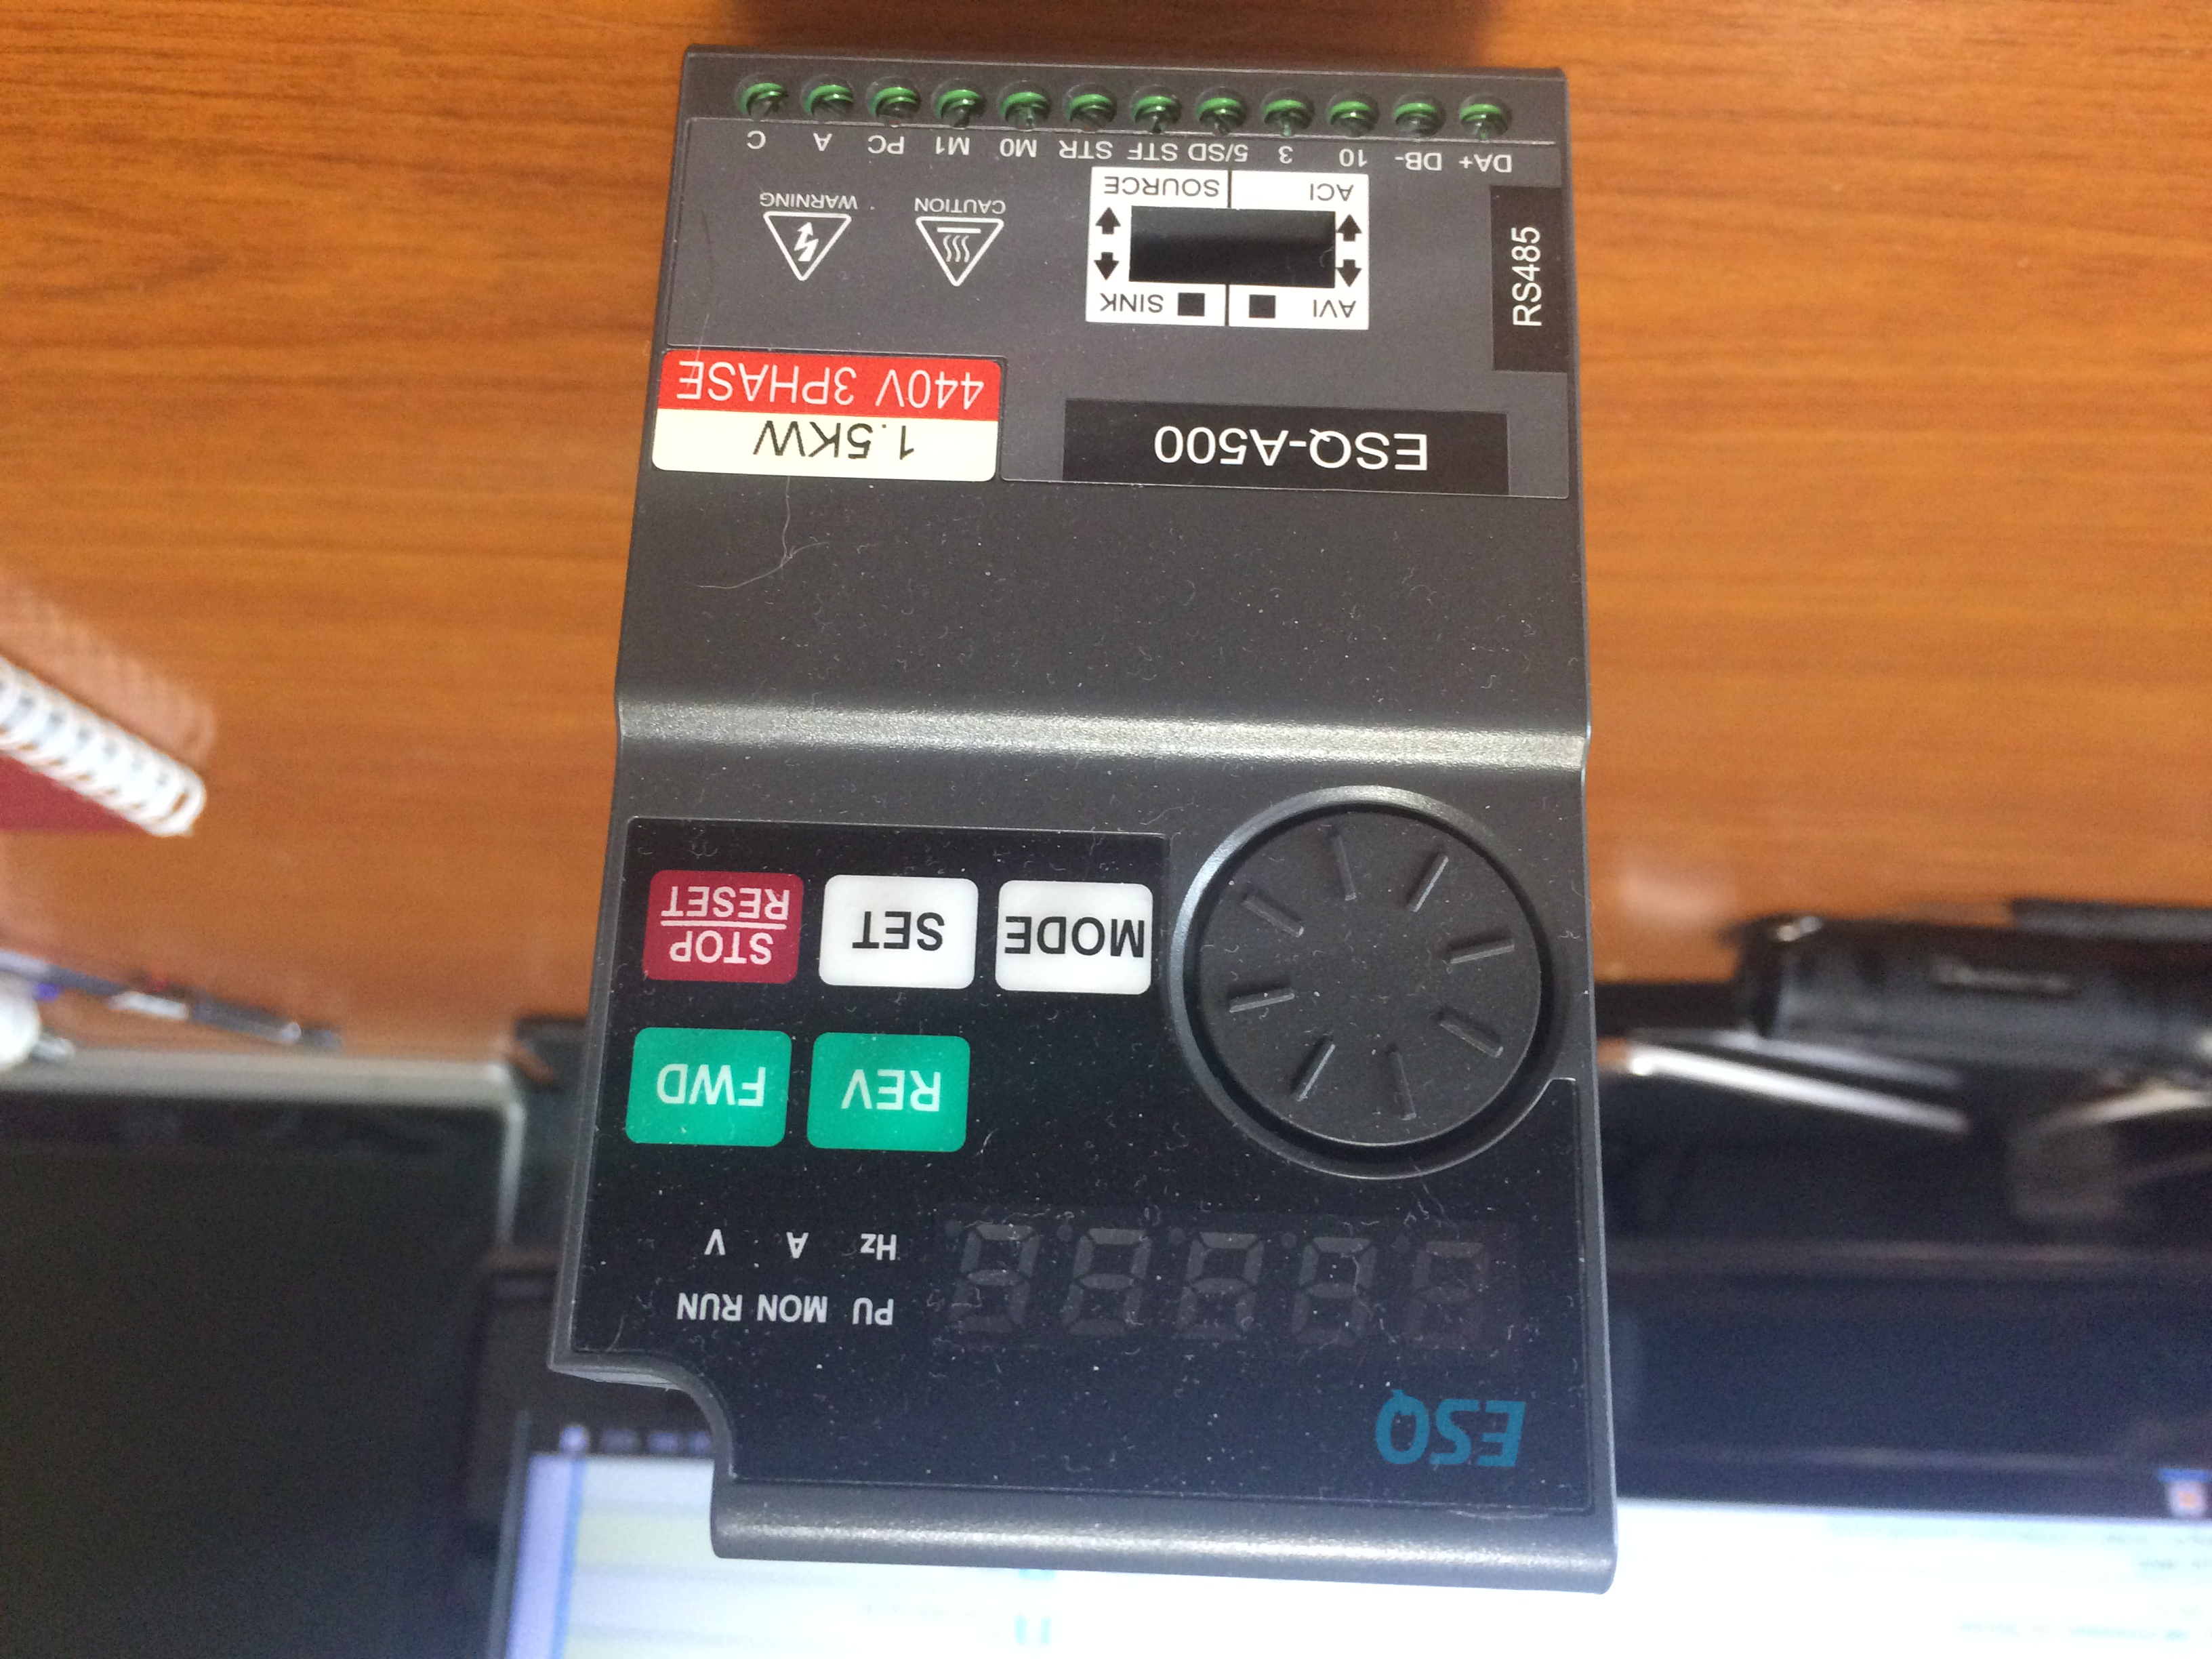 ESQ
PU MON RUN
Hz A V
REV FWD
MODE SET STOP
RESET
ESQ-A500
1.5KW
440V 3PHASE
RS485
AVI SINK
ACI SOURCE
CAUTION WARNING
DA+ DB- 10 3 5/SD STF STR M0 M1 PC A C